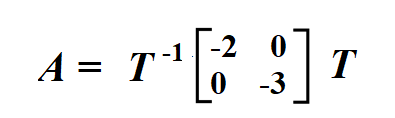 A = T⁻¹ [ -2 0
0 -3 ] T